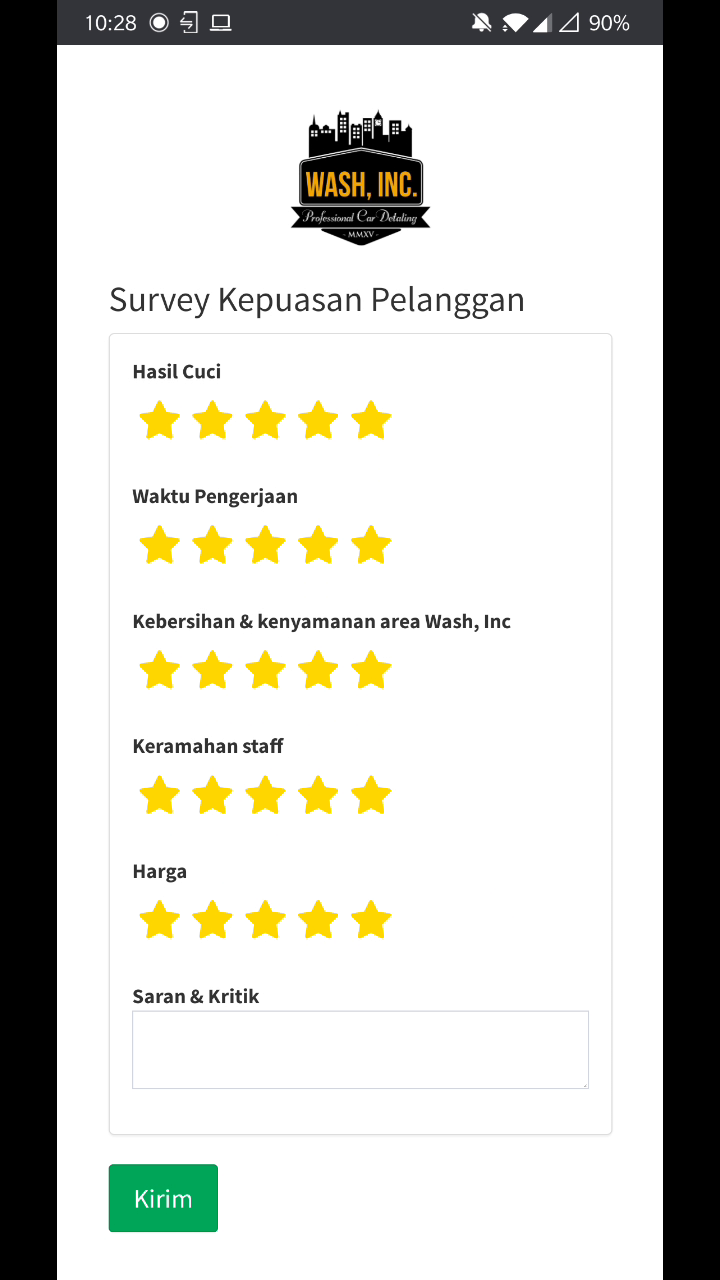 10:28
90%
WASH, INC.
Professional Car Detailing
- MMXV -
Survey Kepuasan Pelanggan
Hasil Cuci
Waktu Pengerjaan
Kebersihan & kenyamanan area Wash, Inc
Keramahan staff
Harga
Saran & Kritik
Kirim